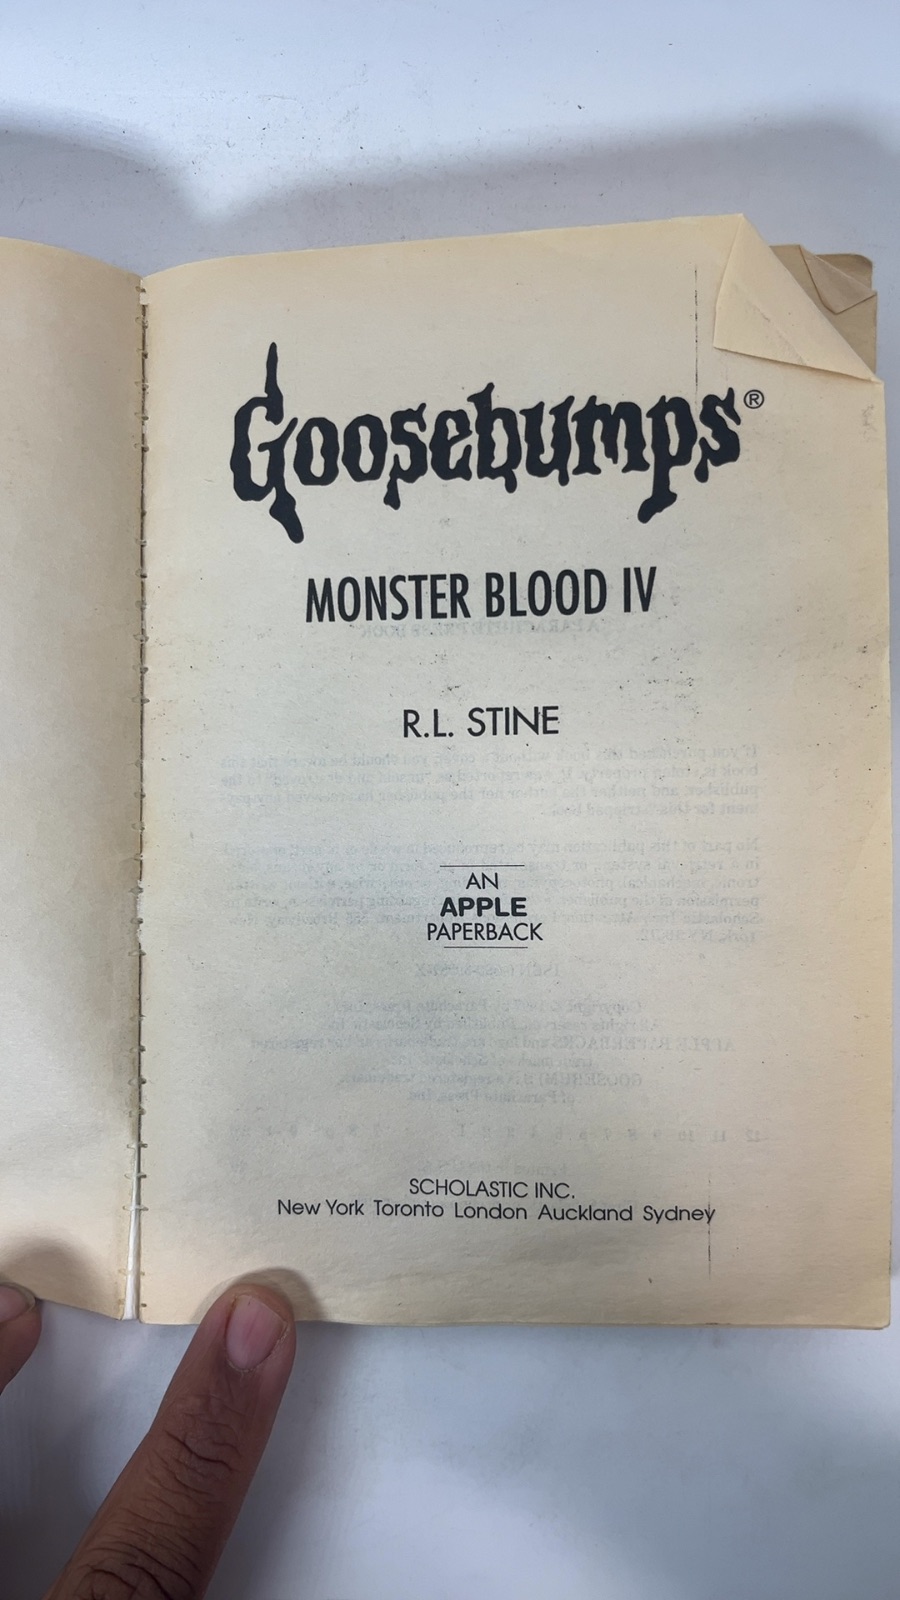 Goosebumps®
MONSTER BLOOD IV
R.L. STINE
AN
APPLE
PAPERBACK
SCHOLASTIC INC.
New York Toronto London Auckland Sydney